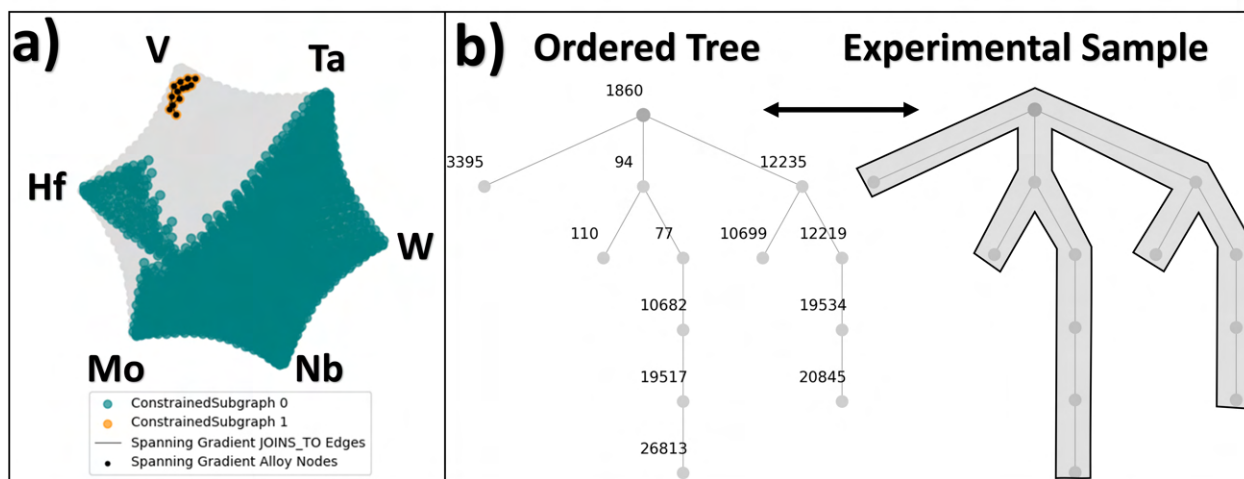 a)
V
Ta
Hf
W
Mo
Nb
ConstrainedSubgraph 0
ConstrainedSubgraph 1
Spanning Gradient JOINS_TO Edges
Spanning Gradient Alloy Nodes
b)
Ordered Tree
Experimental Sample
1860
3395
94
12235
110
77
10699
12219
10682
19534
19517
20845
26813